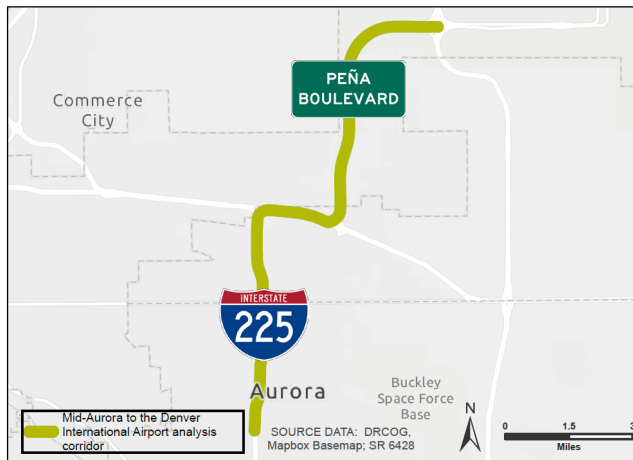 PEÑA
BOULEVARD
Commerce
City
INTERSTATE
225
Aurora
Buckley
Space Force
Base
Mid-Aurora to the Denver
International Airport analysis
corridor
SOURCE DATA: DRCOG,
Mapbox Basemap; SR 6428
N
0 1.5 3
Miles